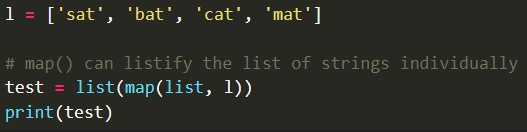 l = ['sat', 'bat', 'cat', 'mat']
# map() can listify the list of strings individually
test = list(map(list, l))
print(test)